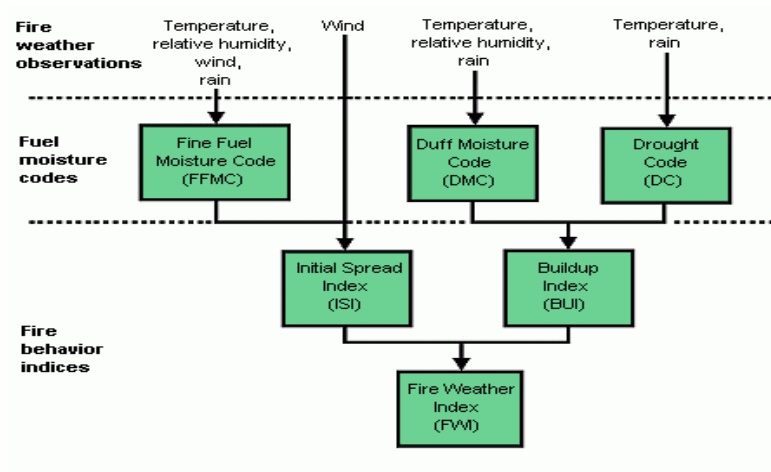 Fire
weather
observations
Temperature,
relative humidity,
wind,
rain
Wind
Temperature,
relative humidity,
rain
Temperature,
rain
Fuel
moisture
codes
Fine Fuel
Moisture Code
(FFMC)
Duff Moisture
Code
(DMC)
Drought
Code
(DC)
Fire
behavior
indices
Initial Spread
Index
(ISI)
Buildup
Index
(BUI)
Fire Weather
Index
(FWI)